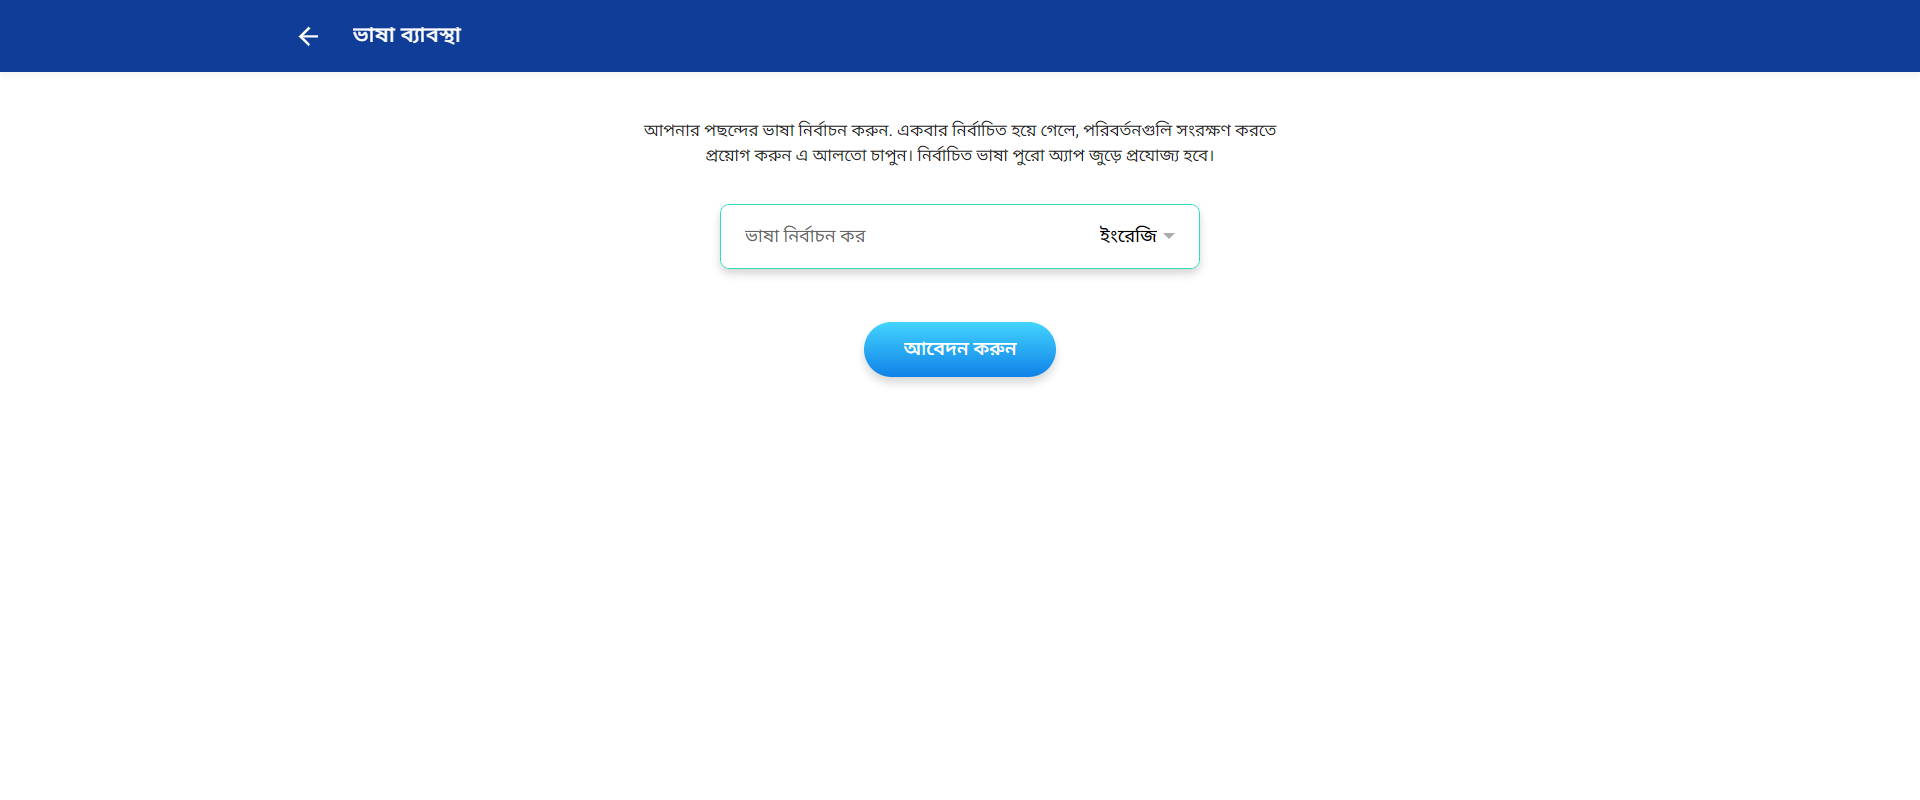 ভাষা ব্যাবস্থা
আপনার পছন্দের ভাষা নির্বাচন করুন. একবার নির্বাচিত হয়ে গেলে, পরিবর্তনগুলি সংরক্ষণ করতে
প্রয়োগ করুন এ আলতো চাপুন। নির্বাচিত ভাষা পুরো অ্যাপ জুড়ে প্রযোজ্য হবে।
ভাষা নির্বাচন কর ইংরেজি
আবেদন করুন